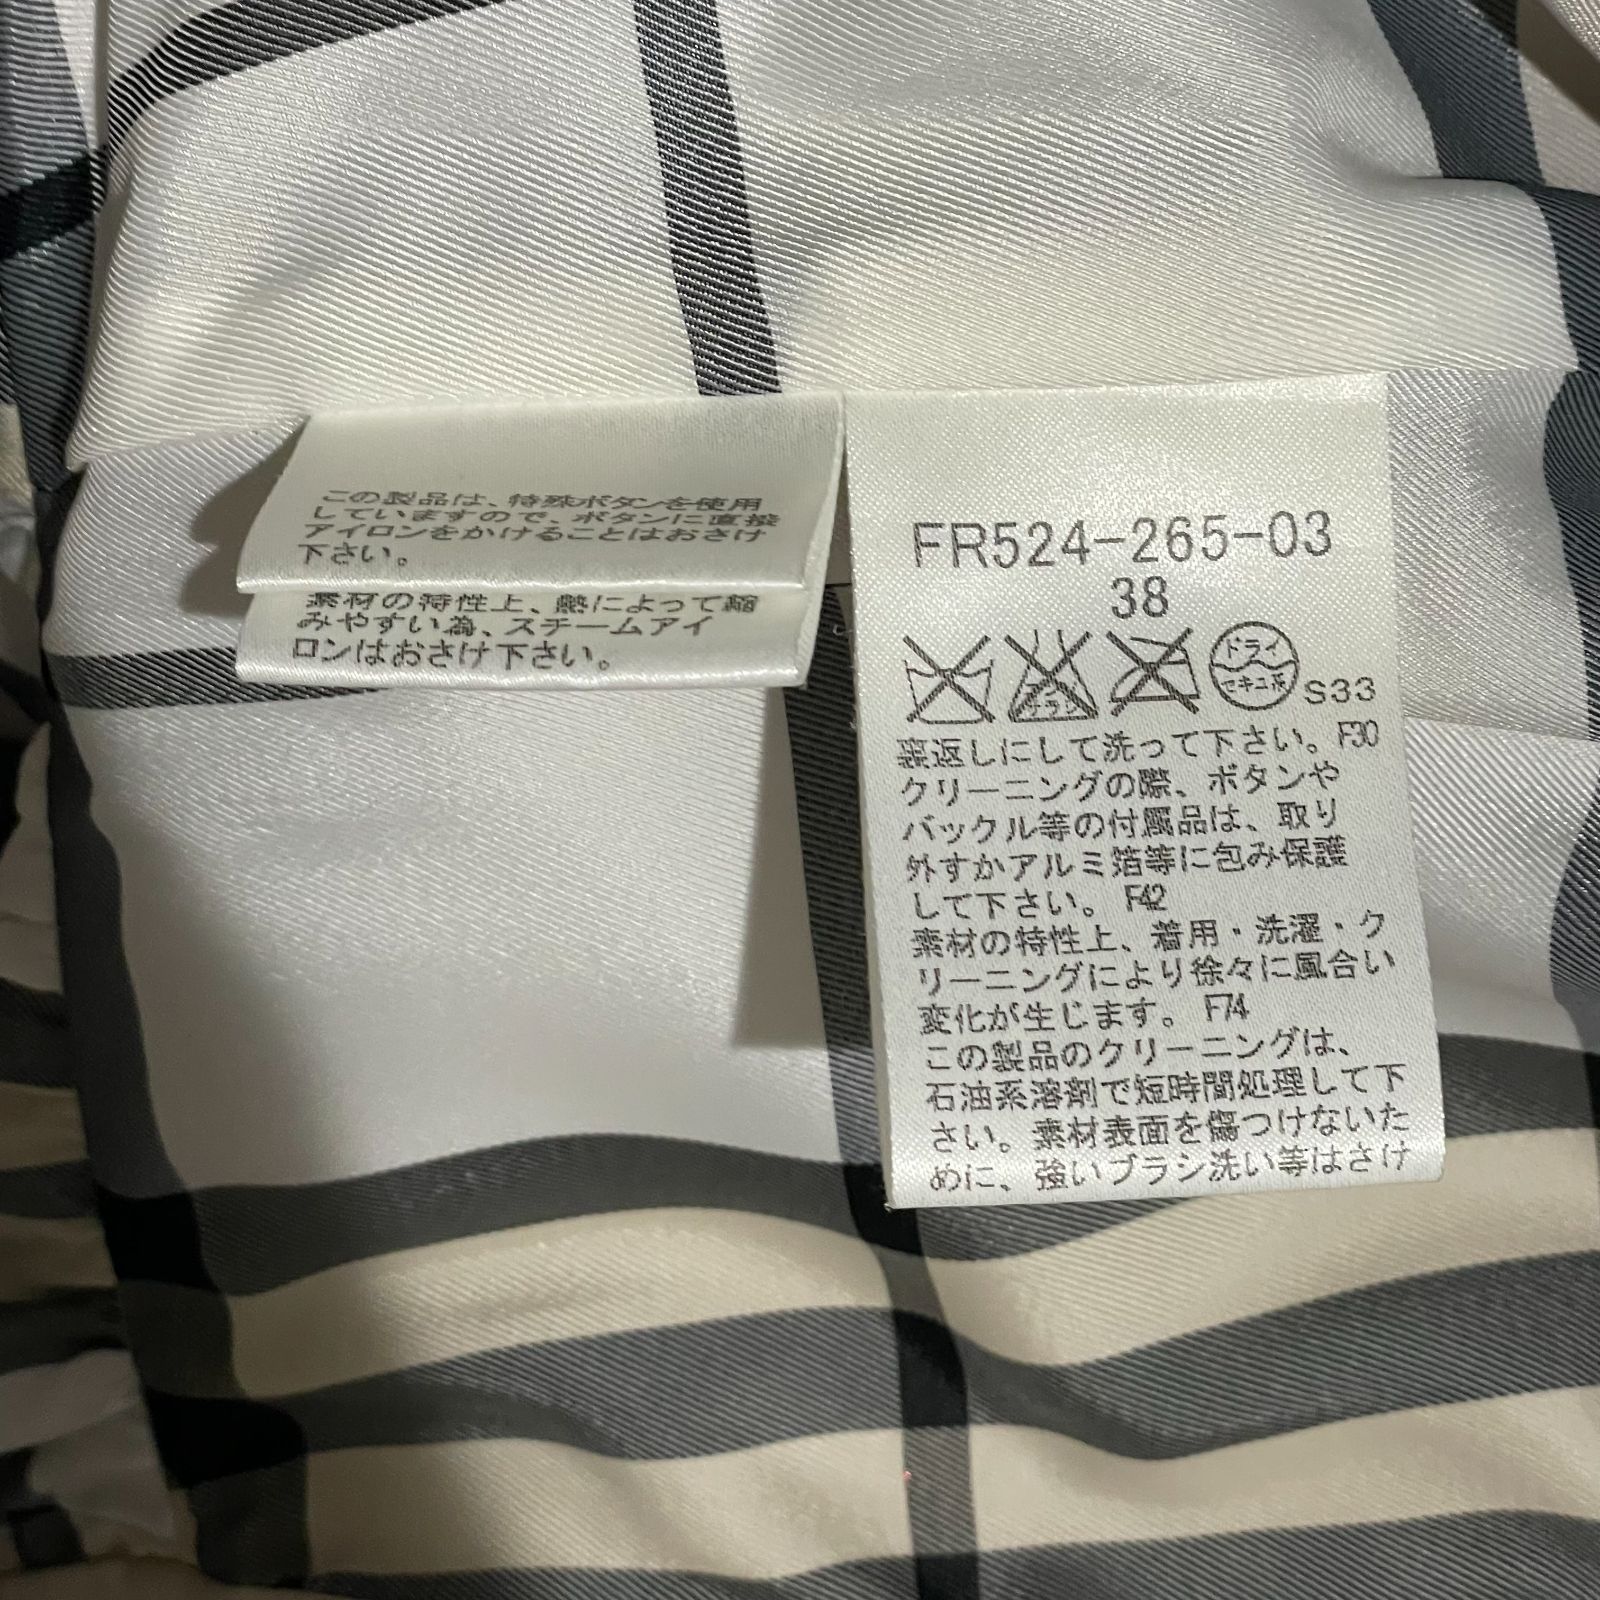 この製品は、特殊ボタンを使用
していますので、ボタンに直接
アイロンをかけることはおさけ
下さい。
素材の特性上、熱によって縮
みやすい為、スチームアイ
ロンはおさけ下さい。
FR524-265-03
38
エンソ
サラシ
ドライ
セキユ系
S33
裏返しにして洗って下さい。F30
クリーニングの際、ボタンや
バックル等の付属品は、取り
外すかアルミ箔等に包み保護
して下さい。 F42
素材の特性上、着用・洗濯・ク
リーニングにより徐々に風合い
変化が生じます。 F74
この製品のクリーニングは、
石油系溶剤で短時間処理して下
さい。素材表面を傷つけないた
めに、強いブラシ洗い等はさけ